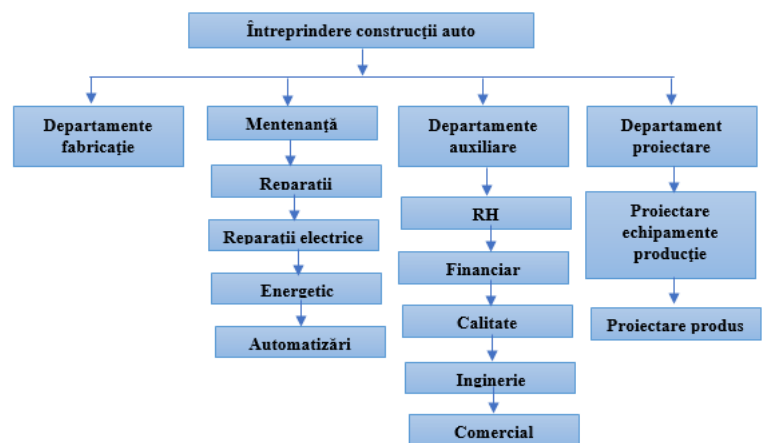 Întreprindere construcții auto
Departamente
fabricație
Mentenanță
Reparații
Reparații electrice
Energetic
Automatizări
Departamente
auxiliare
RH
Financiar
Calitate
Inginerie
Comercial
Departament
proiectare
Proiectare
echipamente
producție
Proiectare produs